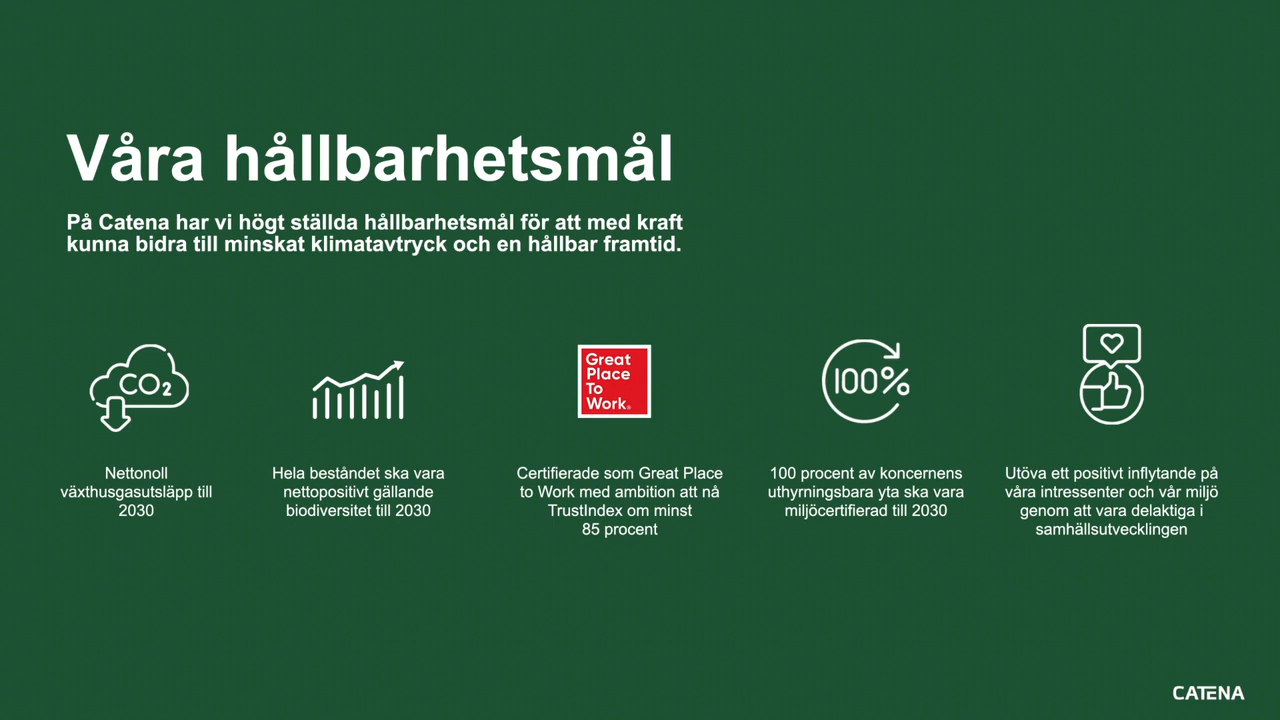 Våra hållbarhetsmål
På Catena har vi högt ställda hållbarhetsmål för att med kraft
kunna bidra till minskat klimatavtryck och en hållbar framtid.
CO2
Nettonoll
växthusgasutsläpp till
2030
Hela beståndet ska vara
nettopositivt gällande
biodiversitet till 2030
Great
Place
To
Work.
Certifierade som Great Place
to Work med ambition att nå
TrustIndex om minst
85 procent
100%
100 procent av koncernens
uthyrningsbara yta ska vara
miljöcertifierad till 2030
Utöva ett positivt inflytande på
våra intressenter och vår miljö
genom att vara delaktiga i
samhällsutvecklingen
CATENA